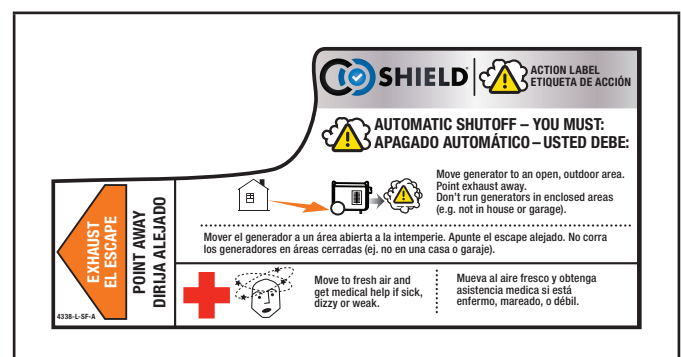 CO SHIELD
ACTION LABEL
ETIQUETA DE ACCIÓN
AUTOMATIC SHUTOFF – YOU MUST:
APAGADO AUTOMÁTICO – USTED DEBE:
Move generator to an open, outdoor area.
Point exhaust away.
Don't run generators in enclosed areas
(e.g. not in house or garage).
Mover el generador a un área abierta a la intemperie. Apunte el escape alejado. No corra
los generadores en áreas cerradas (ej. no en una casa o garaje).
EXHAUST
EL ESCAPE
POINT AWAY
DIRIJA ALEJADO
Move to fresh air and
get medical help if sick,
dizzy or weak.
Mueva al aire fresco y obtenga
asistencia medica si está
enfermo, mareado, o débil.
4338-L-SF-A